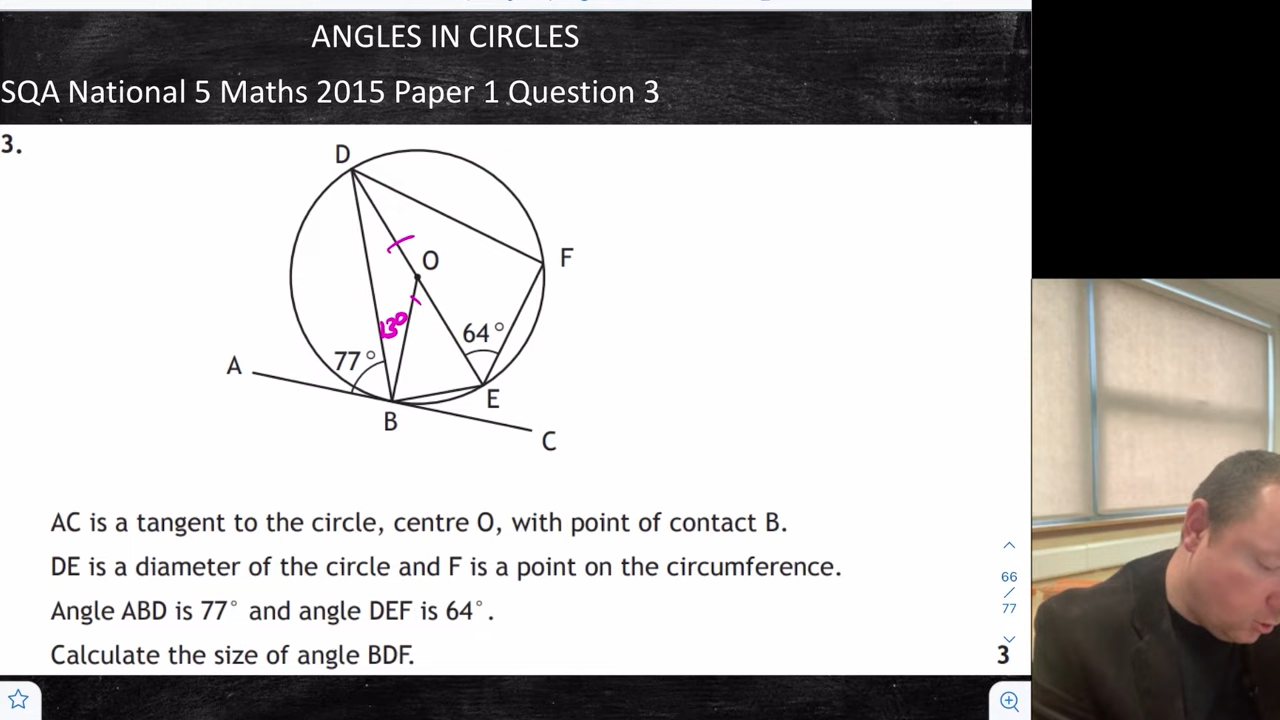 ANGLES IN CIRCLES
SQA National 5 Maths 2015 Paper 1 Question 3
3.
D
O
F
13°
64°
77°
A
E
B
C
AC is a tangent to the circle, centre O, with point of contact B.
DE is a diameter of the circle and F is a point on the circumference.
66
/
77
Angle ABD is 77° and angle DEF is 64°.
Calculate the size of angle BDF.
3